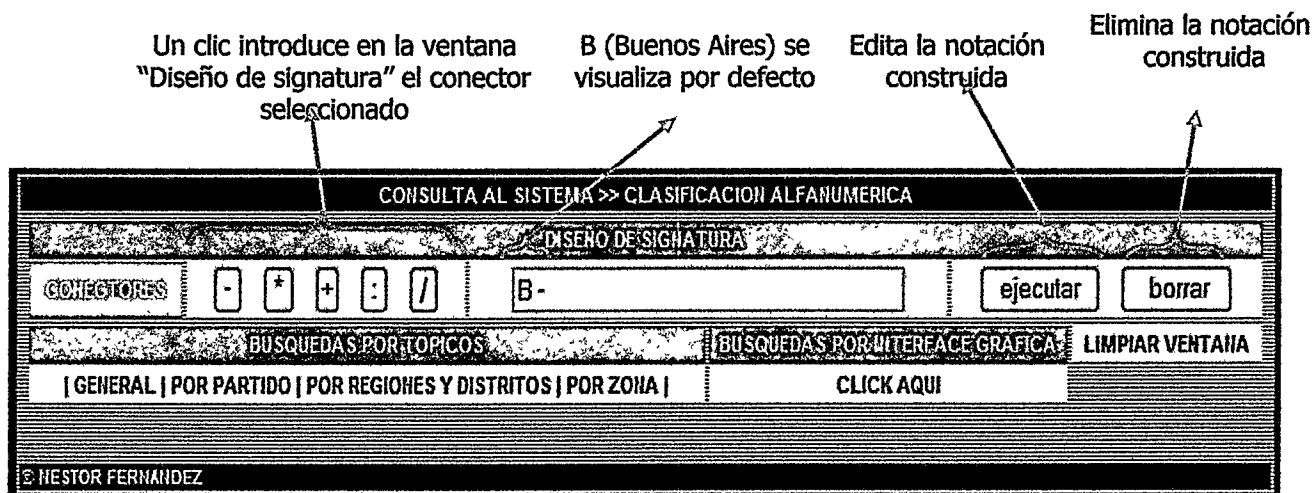 Un clic introduce en la ventana
"Diseño de signatura" el conector
seleccionado
B (Buenos Aires) se
visualiza por defecto
Edita la notación
construida
Elimina la notación
construida
CONSULTA AL SISTEMA >> CLASIFICACION ALFANUMERICA
DISEÑO DE SIGNATURA
CONECTORES - * + : / B- ejecutar borrar
BUSQUEDAS POR TOPICOS BUSQUEDAS POR INTERFACE GRÁFICA LIMPIAR VENTANA
| GENERAL | POR PARTIDO | POR REGIONES Y DISTRITOS | POR ZONA | CLICK AQUI
© NESTOR FERNANDEZ